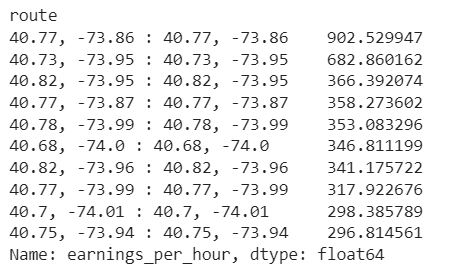 route
40.77, -73.86 : 40.77, -73.86    902.529947
40.73, -73.95 : 40.73, -73.95    682.860162
40.82, -73.95 : 40.82, -73.95    366.392074
40.77, -73.87 : 40.77, -73.87    358.273602
40.78, -73.99 : 40.78, -73.99    353.083296
40.68, -74.0 : 40.68, -74.0      346.811199
40.82, -73.96 : 40.82, -73.96    341.175722
40.77, -73.99 : 40.77, -73.99    317.922676
40.7, -74.01 : 40.7, -74.01      298.385789
40.75, -73.94 : 40.75, -73.94    296.814561
Name: earnings_per_hour, dtype: float64